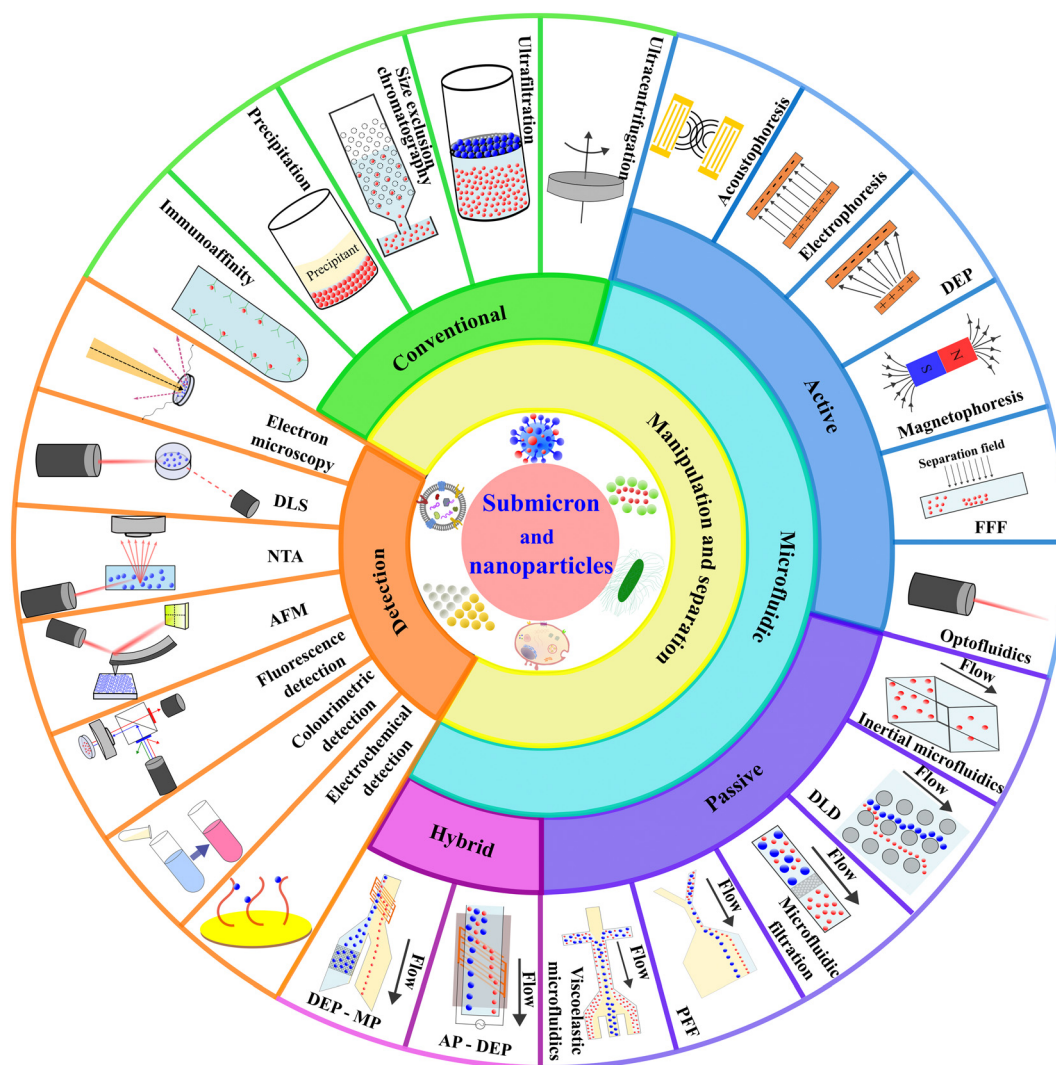 Submicron
and
nanoparticles
Manipulation and separation
Detection
Conventional
Microfluidic
Active
Passive
Hybrid
Immunoaffinity
Precipitation
Precipitant
Size exclusion
chromatography
Ultrafiltration
Ultracentrifugation
Acoustophoresis
Electrophoresis
- - - - - - -
+ + + + + +
DEP
- - - - - - -
+ + + +
Magnetophoresis
S
N
Separation field
FFF
Optofluidics
Flow
Inertial microfluidics
Flow
DLD
Flow
Microfluidic
filtration
Flow
PFF
Flow
Viscoelastic
microfluidics
Flow
AP - DEP
Flow
DEP - MP
Electrochemical
detection
Colourimetric
detection
Fluorescence
detection
AFM
NTA
DLS
Electron
microscopy